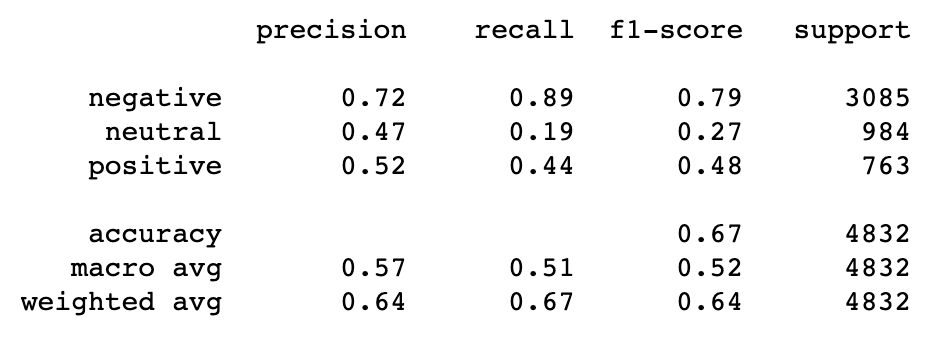 precision recall f1-score support
negative 0.72 0.89 0.79 3085
neutral 0.47 0.19 0.27 984
positive 0.52 0.44 0.48 763
accuracy 0.67 4832
macro avg 0.57 0.51 0.52 4832
weighted avg 0.64 0.67 0.64 4832